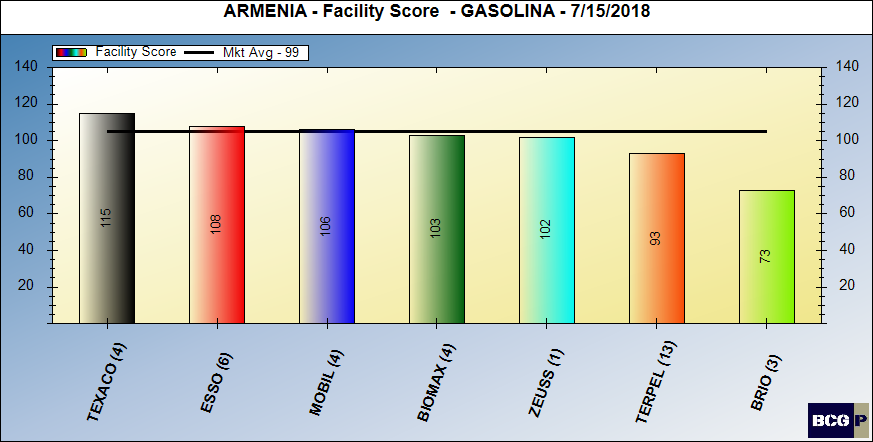 ARMENIA - Facility Score - GASOLINA - 7/15/2018
Facility Score Mkt Avg - 99
140 140
120 120
100 100
80 80
60 60
40 40
20 20
115 108 106 103 102 93 73
TEXACO (4) ESSO (6) MOBIL (4) BIOMAX (4) ZEUSS (1) TERPEL (13) BRIO (3)
BCG P